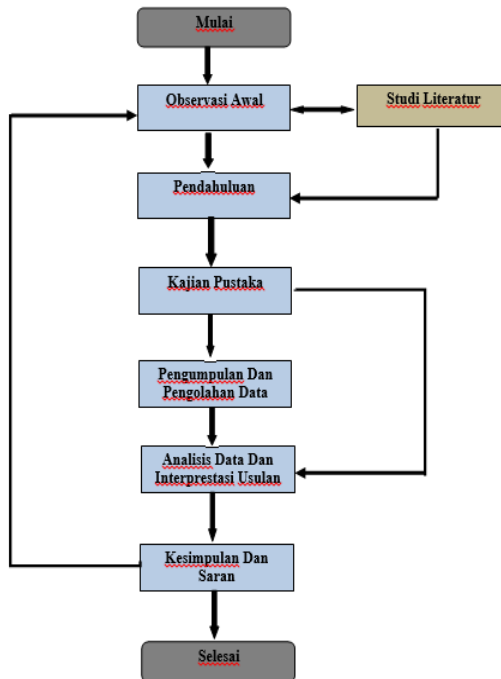 Mulai
Observasi Awal
Studi Literatur
Pendahuluan
Kajian Pustaka
Pengumpulan Dan
Pengolahan Data
Analisis Data Dan
Interprestasi Usulan
Kesimpulan Dan
Saran
Selesai